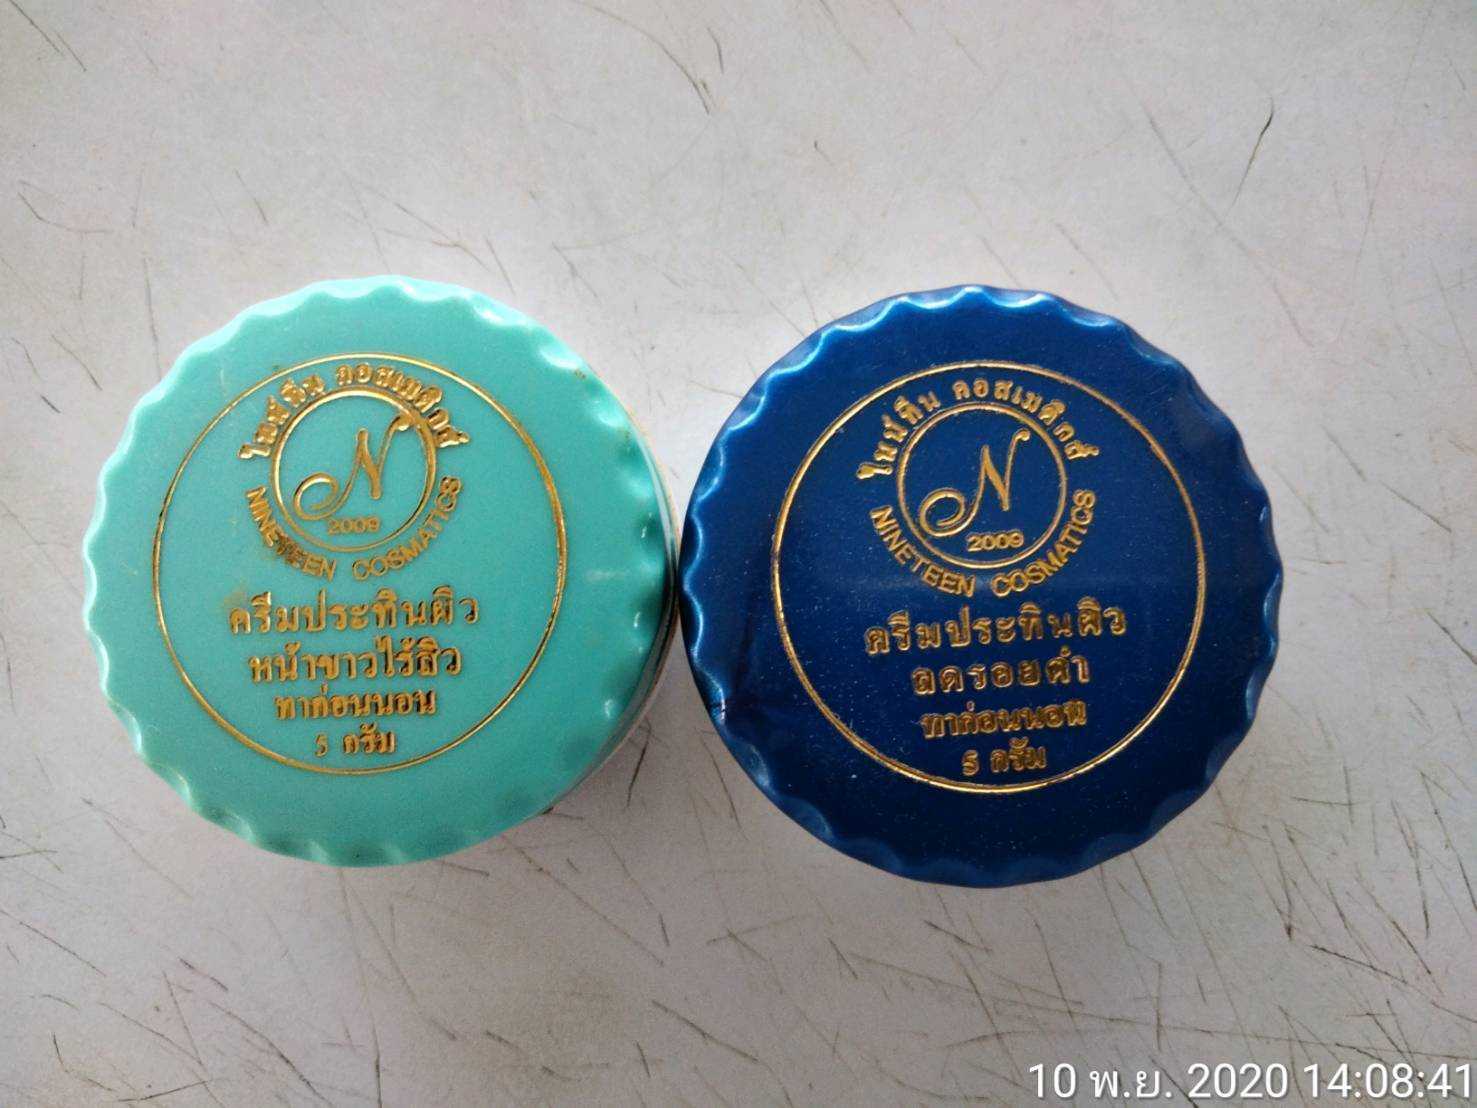 ไนน์ทีน คอสเมติกส์
N
2009
NINETEEN COSMATICS
ครีมประทินผิว
หน้าขาวไร้สิว
ทาก่อนนอน
5 กรัม
ไนน์ทีน คอสเมติกส์
N
2009
NINETEEN COSMATICS
ครีมประทินผิว
ลดรอยดำ
ทาก่อนนอน
5 กรัม
10 พ.ย. 2020 14:08:41